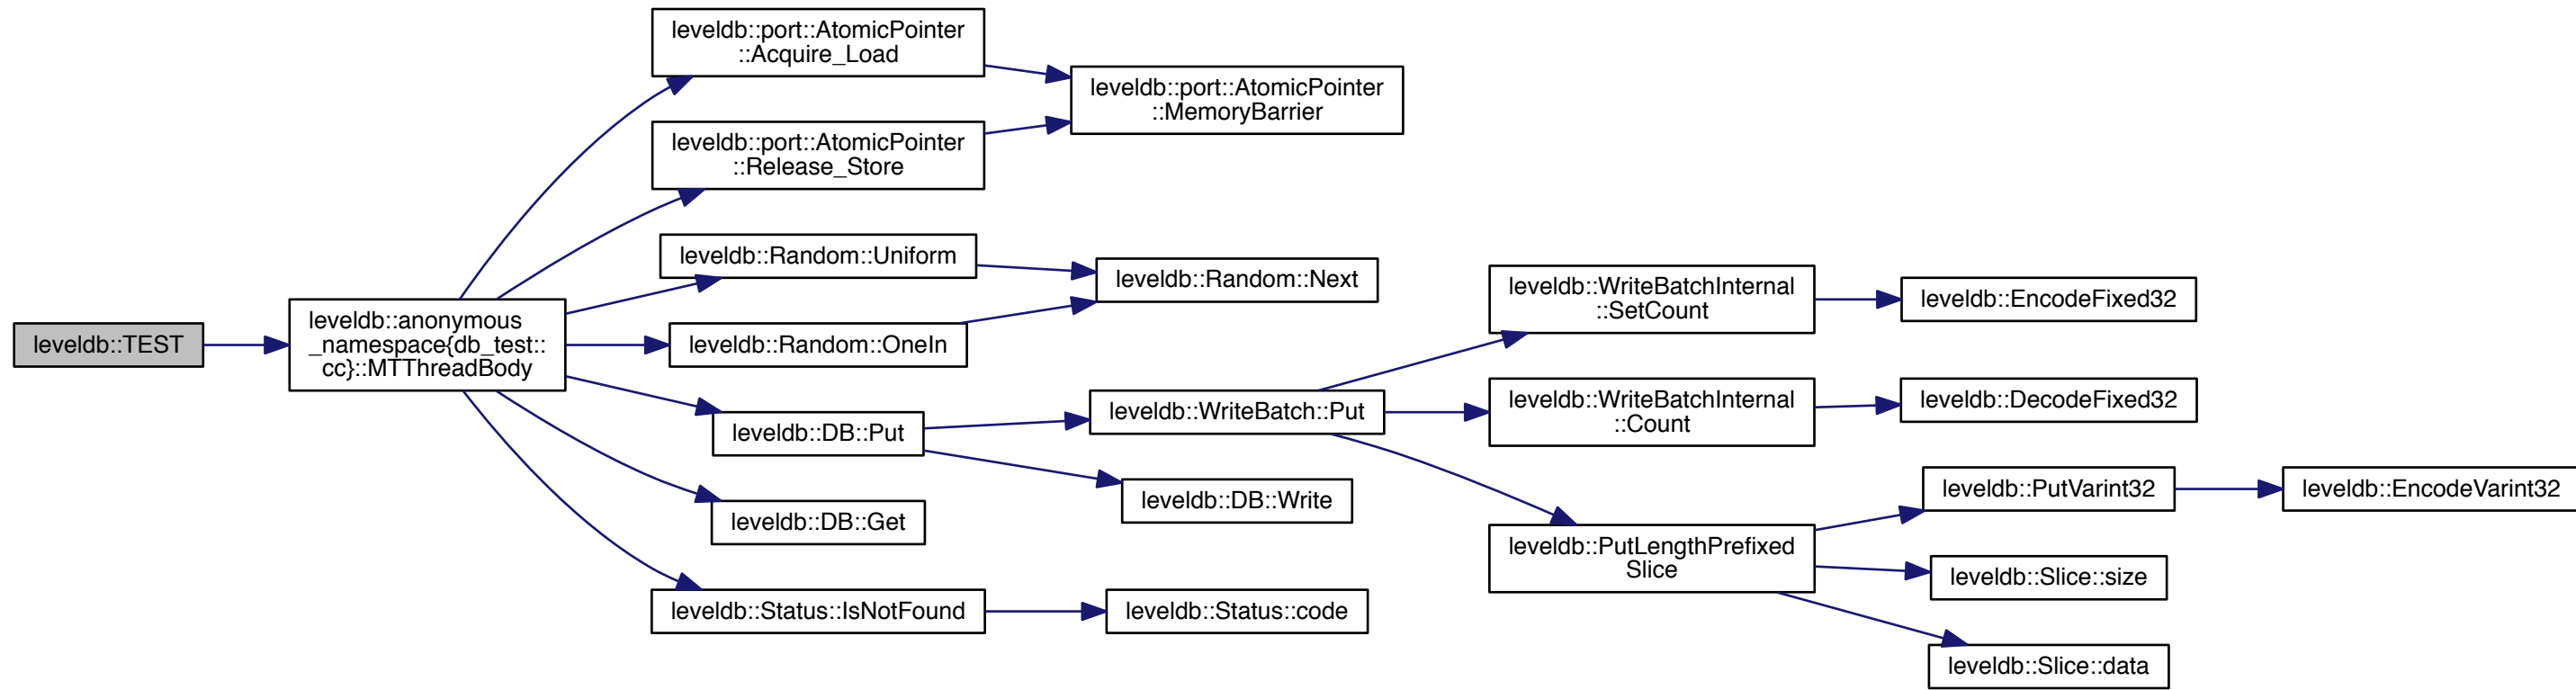 leveldb::TEST
leveldb::anonymous
_namespace{db_test::
cc}::MTThreadBody
leveldb::port::AtomicPointer
::Acquire_Load
leveldb::port::AtomicPointer
::Release_Store
leveldb::Random::Uniform
leveldb::Random::OneIn
leveldb::DB::Put
leveldb::DB::Get
leveldb::Status::IsNotFound
leveldb::port::AtomicPointer
::MemoryBarrier
leveldb::Random::Next
leveldb::WriteBatch::Put
leveldb::DB::Write
leveldb::Status::code
leveldb::WriteBatchInternal
::SetCount
leveldb::WriteBatchInternal
::Count
leveldb::PutLengthPrefixed
Slice
leveldb::EncodeFixed32
leveldb::DecodeFixed32
leveldb::PutVarint32
leveldb::Slice::size
leveldb::Slice::data
leveldb::EncodeVarint32